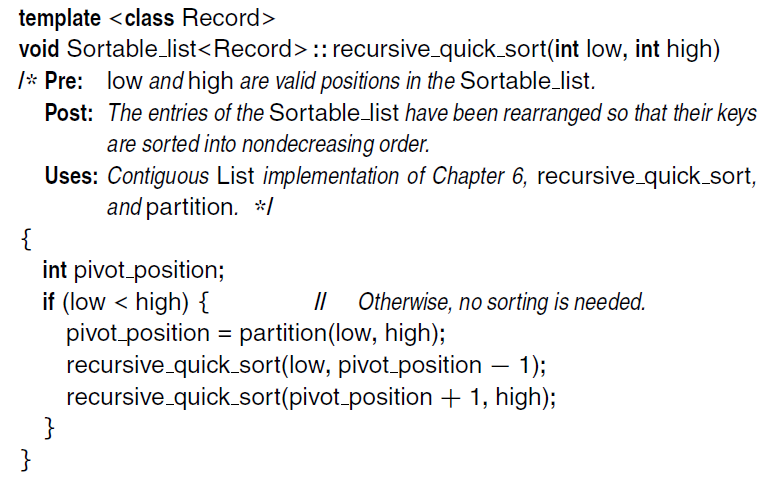 template <class Record>
void Sortable_list<Record> :: recursive_quick_sort(int low, int high)
/* Pre: low and high are valid positions in the Sortable_list.
Post: The entries of the Sortable_list have been rearranged so that their keys
are sorted into nondecreasing order.
Uses: Contiguous List implementation of Chapter 6, recursive_quick_sort,
and partition. */
{
int pivot_position;
if (low < high) { // Otherwise, no sorting is needed.
pivot_position = partition(low, high);
recursive_quick_sort(low, pivot_position − 1);
recursive_quick_sort(pivot_position + 1, high);
}
}